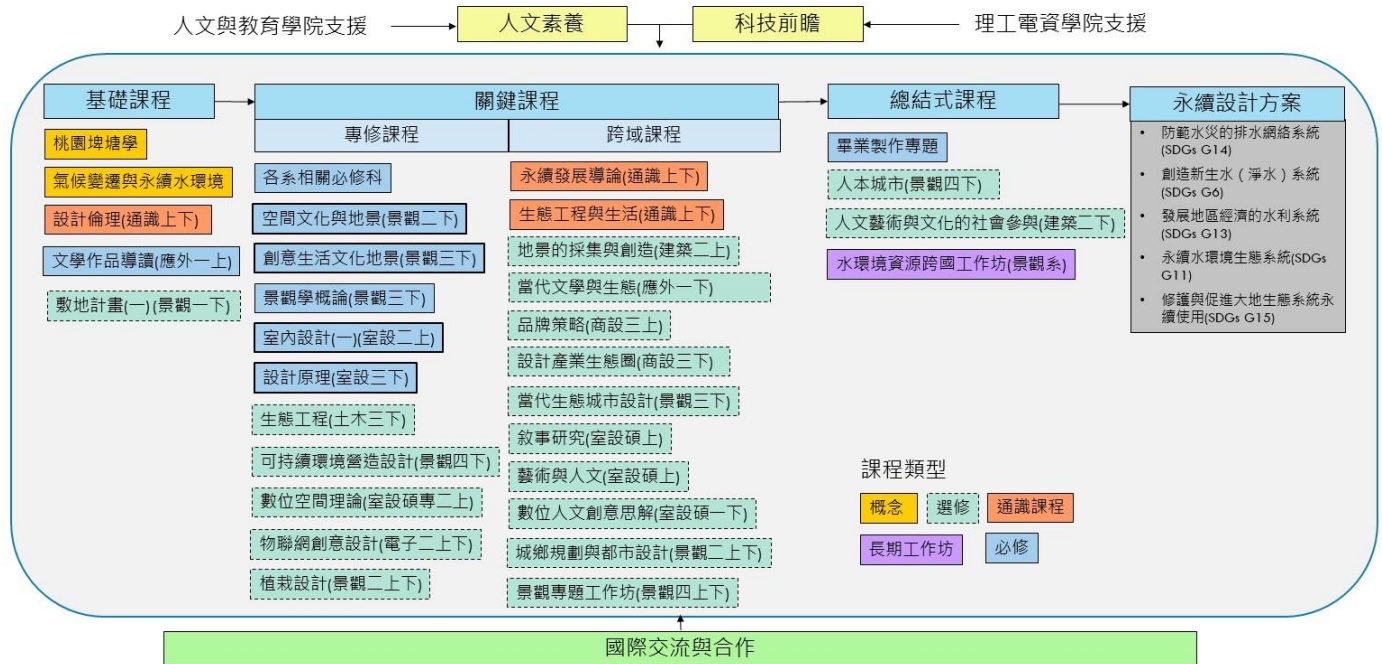 人文與教育學院支援
人文素養
科技前瞻
理工電資學院支援
基礎課程
桃園埤塘學
氣候變遷與永續水環境
設計倫理(通識上下)
文學作品導讀(應外一上)
敷地計畫(一)(景觀一下)
關鍵課程
專修課程
各系相關必修科
空間文化與地景(景觀二下)
創意生活文化地景(景觀三下)
景觀學概論(景觀三下)
室內設計(一)(室設二上)
設計原理(室設三下)
生態工程(土木三下)
可持續環境營造設計(景觀四下)
數位空間理論(室設碩專二上)
物聯網創意設計(電子二上下)
植栽設計(景觀二上下)
跨域課程
永續發展導論(通識上下)
生態工程與生活(通識上下)
地景的採集與創造(建築二上)
當代文學與生態(應外一下)
品牌策略(商設三上)
設計產業生態圈(商設三下)
當代生態城市設計(景觀三下)
敘事研究(室設碩上)
藝術與人文(室設碩上)
數位人文創意思解(室設碩一下)
城鄉規劃與都市設計(景觀二上下)
景觀專題工作坊(景觀四上下)
總結式課程
畢業製作專題
人本城市(景觀四下)
人文藝術與文化的社會參與(建築二下)
水環境資源跨國工作坊(景觀系)
永續設計方案
• 防範水災的排水網絡系統
(SDGs G14)
• 創造新生水（淨水）系統
(SDGs G6)
• 發展地區經濟的水利系統
(SDGs G13)
• 永續水環境生態系統(SDGs
G11)
• 修護與促進大地生態系統永
續使用(SDGs G15)
課程類型
概念
選修
通識課程
長期工作坊
必修
國際交流與合作